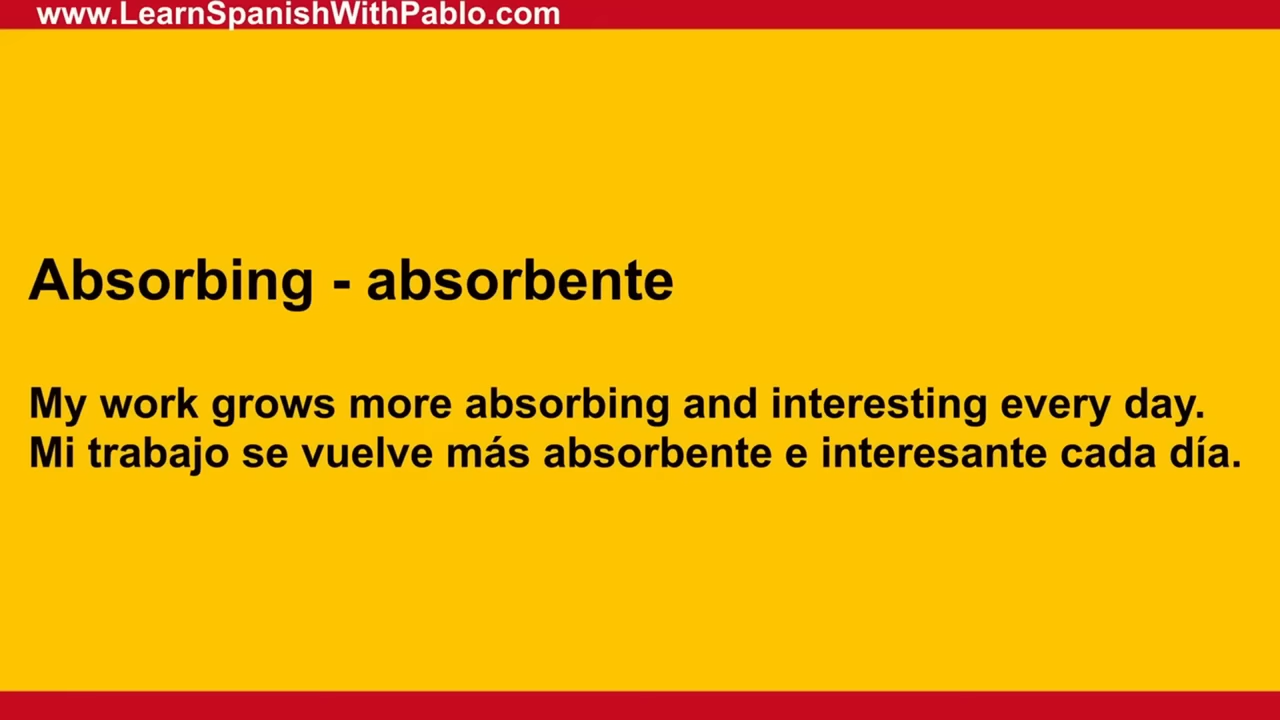 www.LearnSpanishWithPablo.com
Absorbing - absorbente
My work grows more absorbing and interesting every day.
Mi trabajo se vuelve más absorbente e interesante cada día.